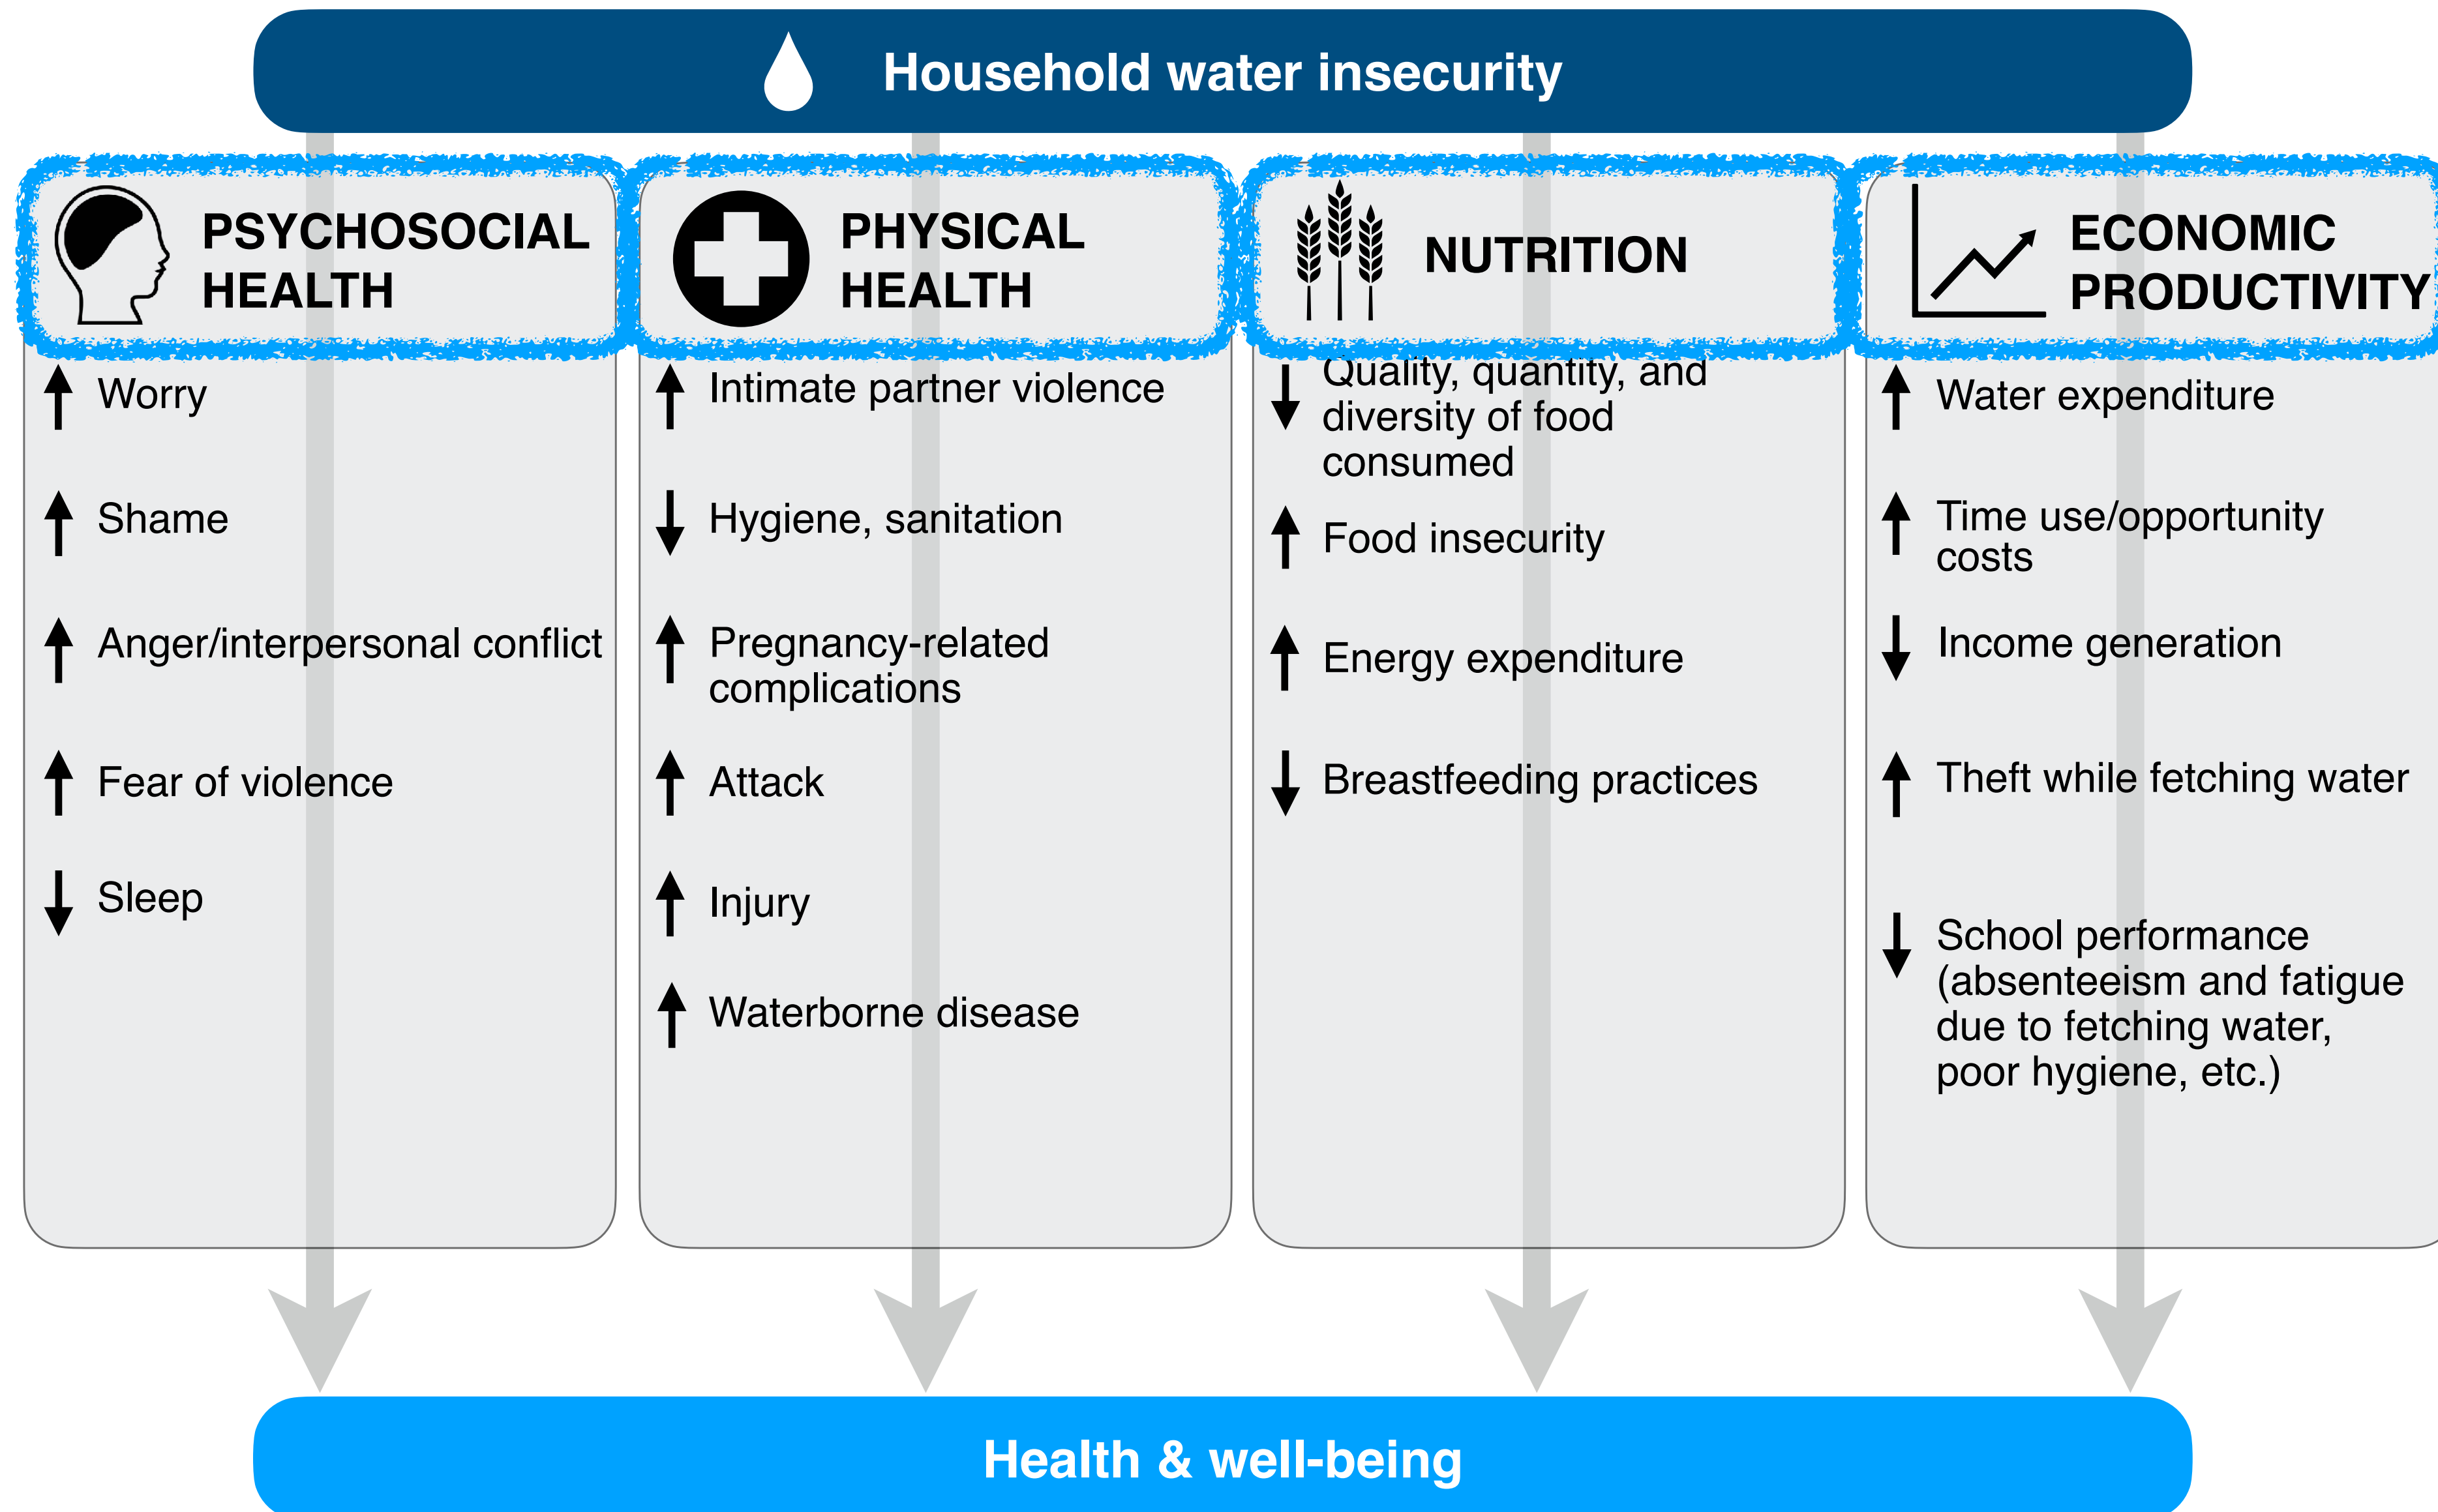 Household water insecurity
PSYCHOSOCIAL
HEALTH
Worry
Shame
Anger/interpersonal conflict
Fear of violence
Sleep
PHYSICAL
HEALTH
Intimate partner violence
Hygiene, sanitation
Pregnancy-related
complications
Attack
Injury
Waterborne disease
NUTRITION
Quality, quantity, and
diversity of food
consumed
Food insecurity
Energy expenditure
Breastfeeding practices
ECONOMIC
PRODUCTIVITY
Water expenditure
Time use/opportunity
costs
Income generation
Theft while fetching water
School performance
(absenteeism and fatigue
due to fetching water,
poor hygiene, etc.)
Health & well-being